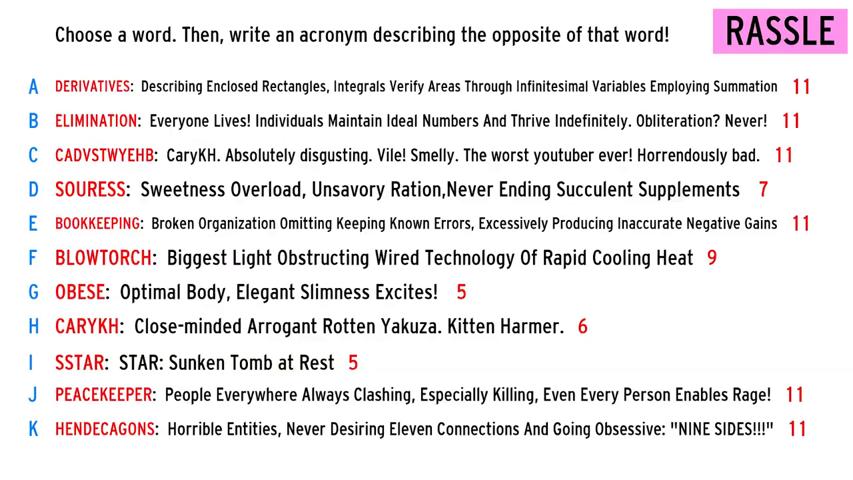 Choose a word. Then, write an acronym describing the opposite of that word!
RASSLE
A DERIVATIVES: Describing Enclosed Rectangles, Integrals Verify Areas Through Infinitesimal Variables Employing Summation 11
B ELIMINATION: Everyone Lives! Individuals Maintain Ideal Numbers And Thrive Indefinitely. Obliteration? Never! 11
C CADVSTWYEHB: CaryKH. Absolutely disgusting. Vile! Smelly. The worst youtuber ever! Horrendously bad. 11
D SOURESS: Sweetness Overload, Unsavory Ration,Never Ending Succulent Supplements 7
E BOOKKEEPING: Broken Organization Omitting Keeping Known Errors, Excessively Producing Inaccurate Negative Gains 11
F BLOWTORCH: Biggest Light Obstructing Wired Technology Of Rapid Cooling Heat 9
G OBESE: Optimal Body, Elegant Slimness Excites! 5
H CARYKH: Close-minded Arrogant Rotten Yakuza. Kitten Harmer. 6
I SSTAR: STAR: Sunken Tomb at Rest 5
J PEACEKEEPER: People Everywhere Always Clashing, Especially Killing, Even Every Person Enables Rage! 11
K HENDECAGONS: Horrible Entities, Never Desiring Eleven Connections And Going Obsessive: "NINE SIDES!!!" 11